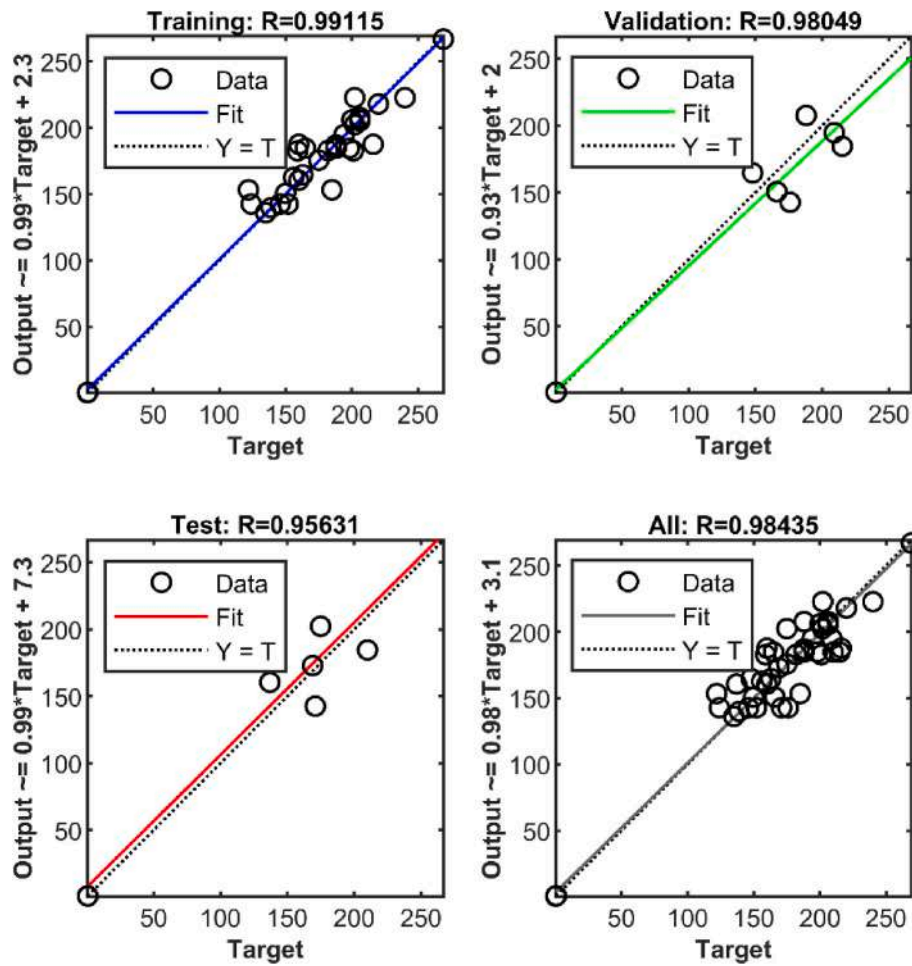 Training: R=0.99115
Output ~= 0.99*Target + 2.3
250
200
150
100
50
Data
Fit
Y = T
50 100 150 200 250
Target
Validation: R=0.98049
Output ~= 0.93*Target + 2
250
200
150
100
50
Data
Fit
Y = T
50 100 150 200 250
Target
Test: R=0.95631
Output ~= 0.99*Target + 7.3
250
200
150
100
50
Data
Fit
Y = T
50 100 150 200 250
Target
All: R=0.98435
Output ~= 0.98*Target + 3.1
250
200
150
100
50
Data
Fit
Y = T
50 100 150 200 250
Target